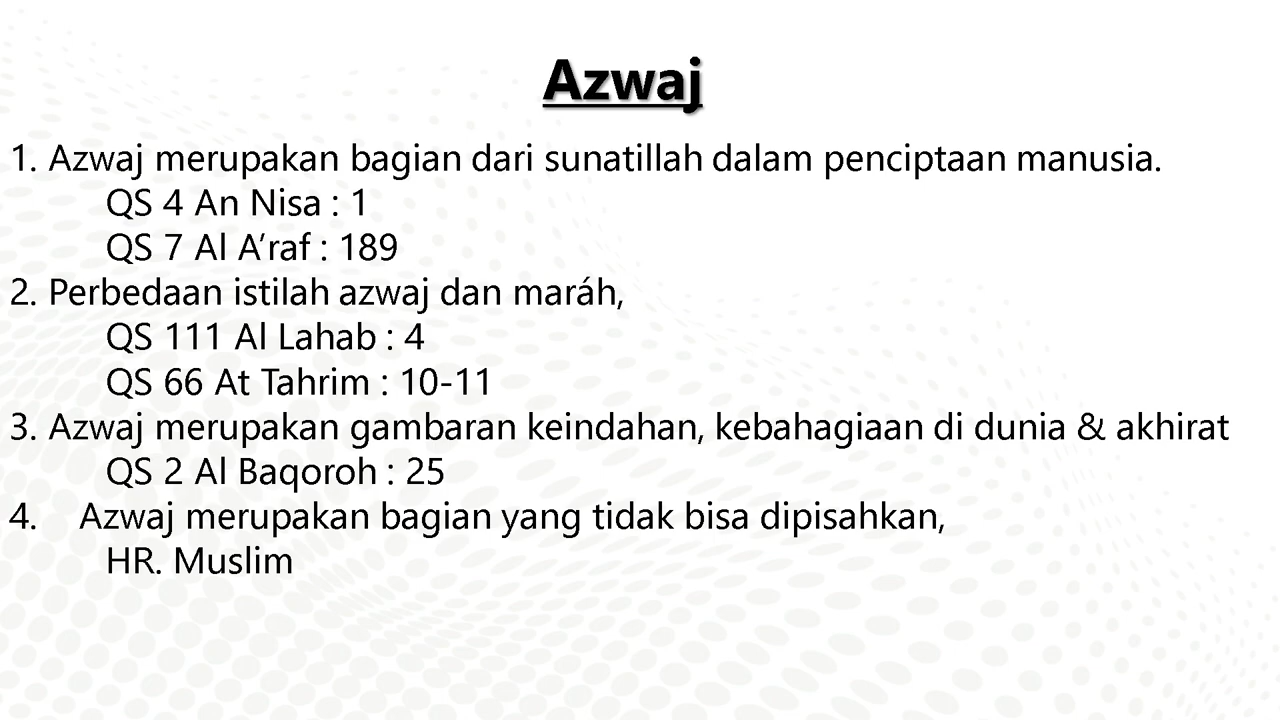 Azwaj
1. Azwaj merupakan bagian dari sunatillah dalam penciptaan manusia.
QS 4 An Nisa : 1
QS 7 Al A’raf : 189
2. Perbedaan istilah azwaj dan maráh,
QS 111 Al Lahab : 4
QS 66 At Tahrim : 10-11
3. Azwaj merupakan gambaran keindahan, kebahagiaan di dunia & akhirat
QS 2 Al Baqoroh : 25
4. Azwaj merupakan bagian yang tidak bisa dipisahkan,
HR. Muslim